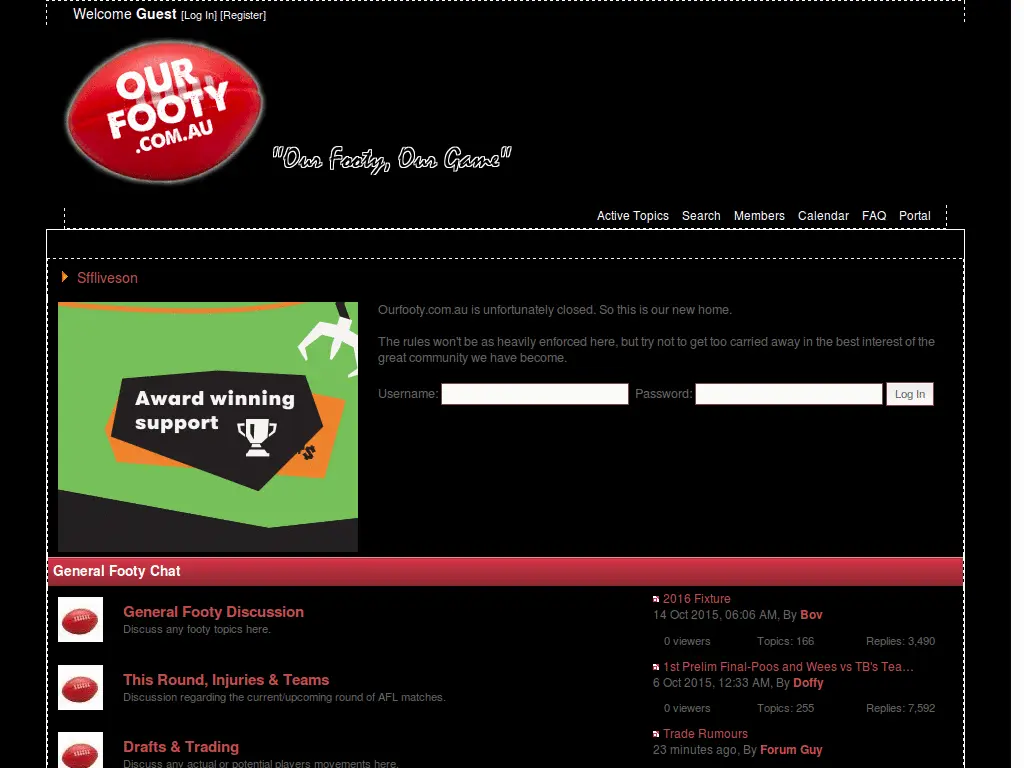 Welcome Guest [Log In] [Register]
OUR
FOOTY
.COM.AU
"Our Footy, Our Game"
Active Topics Search Members Calendar FAQ Portal
Sffliveson
Ourfooty.com.au is unfortunately closed. So this is our new home.
The rules won't be as heavily enforced here, but try not to get too carried away in the best interest of the
great community we have become.
Username: Password: Log In
Award winning
support
General Footy Chat
General Footy Discussion
Discuss any footy topics here.
2016 Fixture
14 Oct 2015, 06:06 AM, By Bov
0 viewers Topics: 166 Replies: 3,490
This Round, Injuries & Teams
Discussion regarding the current/upcoming round of AFL matches.
1st Prelim Final-Poos and Wees vs TB's Tea...
6 Oct 2015, 12:33 AM, By Doffy
0 viewers Topics: 255 Replies: 7,592
Drafts & Trading
Discuss any actual or potential players movements here.
Trade Rumours
23 minutes ago, By Forum Guy